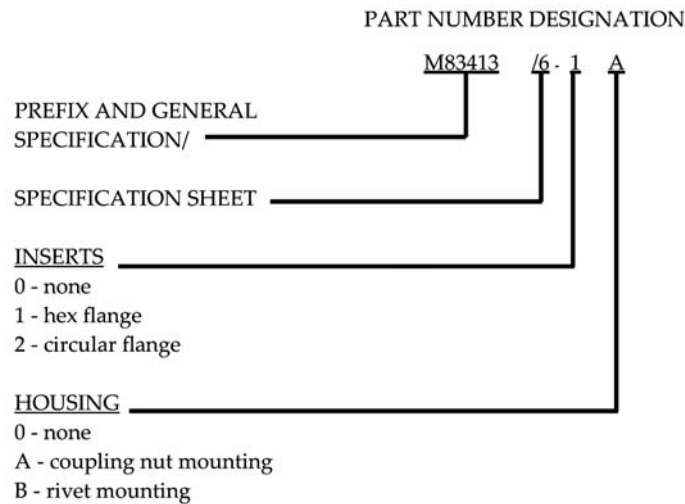 PART NUMBER DESIGNATION
M83413 /6 - 1 A
PREFIX AND GENERAL
SPECIFICATION/
SPECIFICATION SHEET
INSERTS
0 - none
1 - hex flange
2 - circular flange
HOUSING
0 - none
A - coupling nut mounting
B - rivet mounting